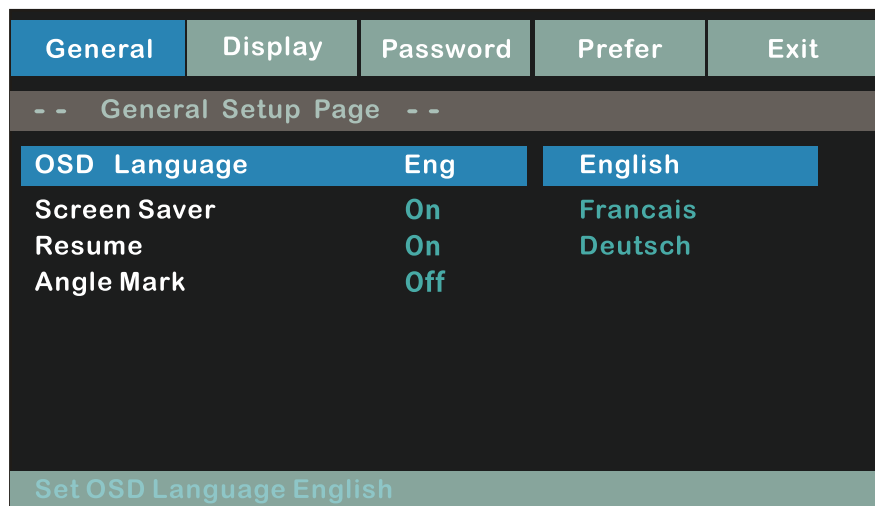 General Display Password Prefer Exit
-- General Setup Page --
OSD Language Eng English
Screen Saver On Francais
Resume On Deutsch
Angle Mark Off
Set OSD Language English